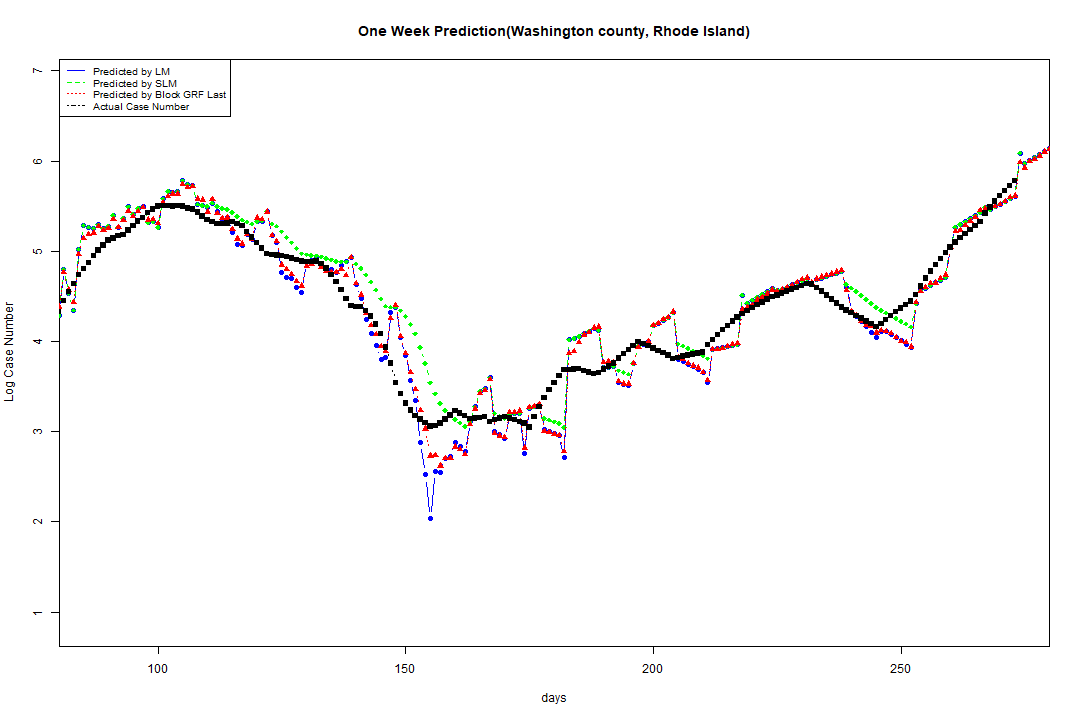 One Week Prediction(Washington county, Rhode Island)
Predicted by LM
Predicted by SLM
Predicted by Block GRF Last
Actual Case Number
7
6
5
4
3
2
1
Log Case Number
100
150
200
250
days